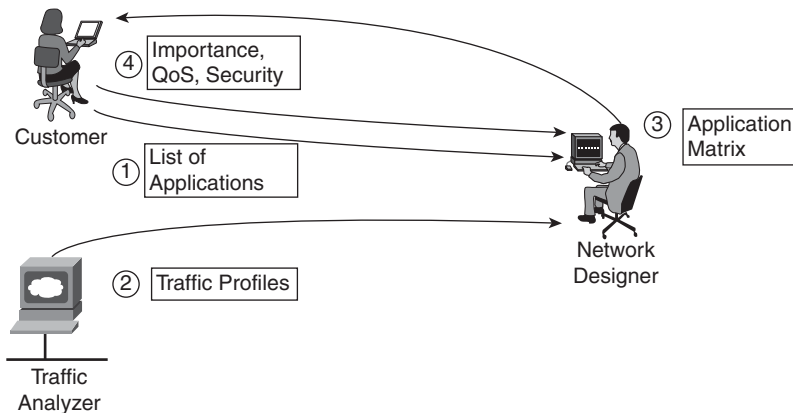 4
Importance,
QoS, Security
Customer
3
Application
Matrix
1
List of
Applications
Network
Designer
2
Traffic Profiles
Traffic
Analyzer